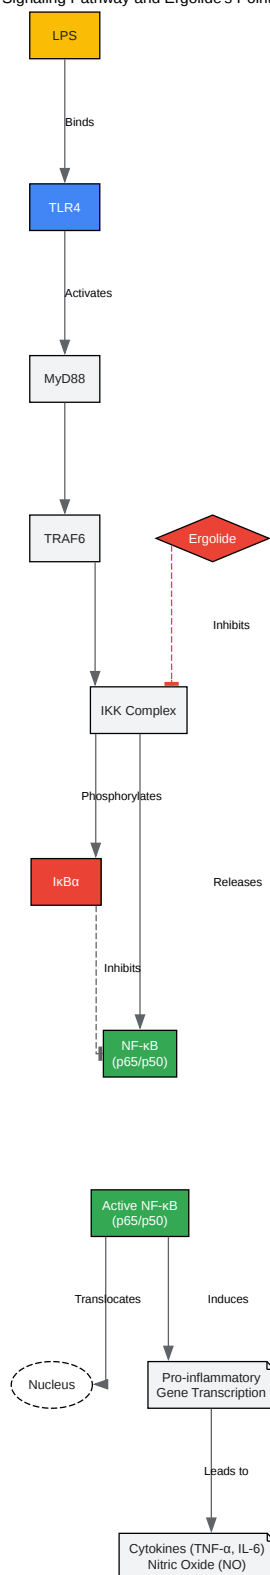 Signaling Pathway and Ergolide's
LPS
Binds
TLR4
Activates
MyD88
TRAF6
Ergolide
Inhibits
IKK Complex
Phosphorylates
IκBα
Releases
Inhibits
NF-κB
(p65/p50)
Active NF-κB
(p65/p50)
Translocates
Induces
Nucleus
Pro-inflammatory
Gene Transcription
Leads to
Cytokines (TNF-α, IL-6)
Nitric Oxide (NO)